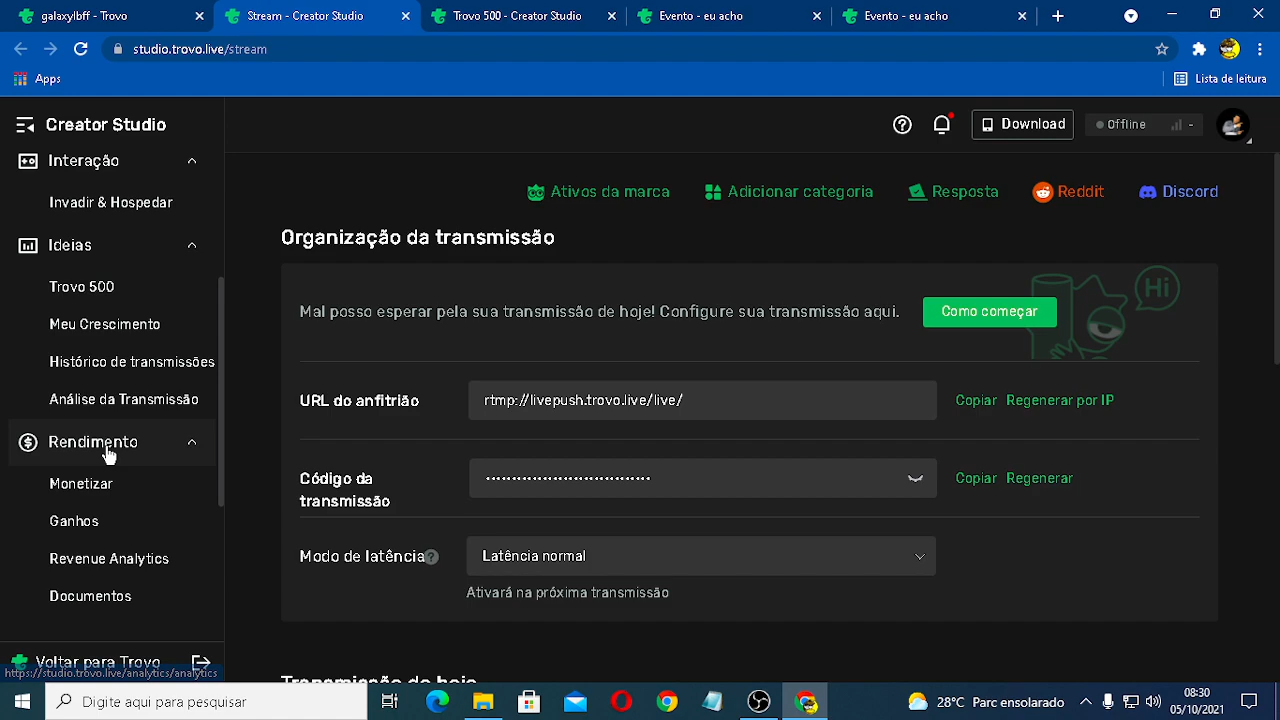 galaxylbff - Trovo
Stream - Creator Studio
Trovo 500 - Creator Studio
Evento - eu acho
Evento - eu acho
studio.trovo.live/stream
Apps
Lista de leitura
Creator Studio
Download
Offline
-
Interação
Invadir & Hospedar
Ideias
Trovo 500
Meu Crescimento
Histórico de transmissões
Análise da Transmissão
Rendimento
Monetizar
Ganhos
Revenue Analytics
Documentos
Voltar para Trovo
https://studio.trovo.live/analytics/analytics
Ativos da marca
Adicionar categoria
Resposta
Reddit
Discord
Organização da transmissão
Mal posso esperar pela sua transmissão de hoje! Configure sua transmissão aqui.
Como começar
Hi
URL do anfitrião
rtmp://livepush.trovo.live/live/
Copiar Regenerar por IP
Código da
transmissão
Copiar Regenerar
Modo de latência
Latência normal
Ativará na próxima transmissão
Transmissão de hoje
Digite aqui para pesquisar
28°C Parc ensolarado
08:30
05/10/2021